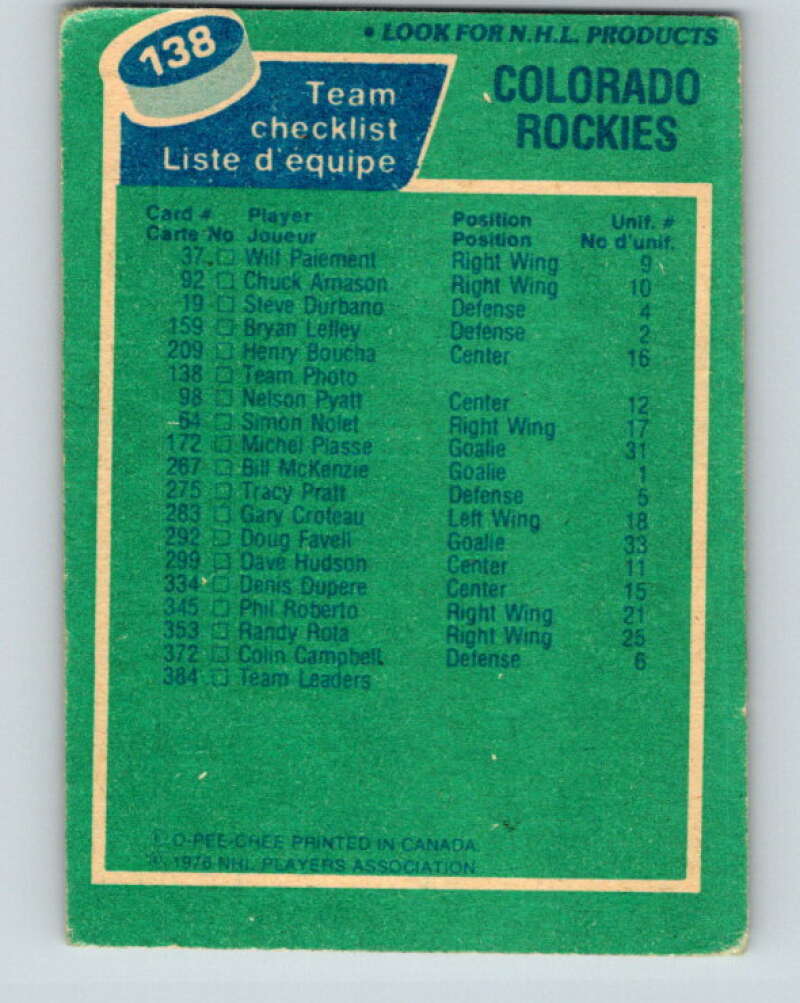 138
• LOOK FOR N.H.L. PRODUCTS
Team
checklist
Liste d'équipe
COLORADO
ROCKIES
Card # Player Position Unif. #
Carte No Joueur Position No d'unif.
37 □ Wilf Paiement Right Wing 9
92 □ Chuck Arnason Right Wing 10
19 □ Steve Durbano Defense 4
159 □ Bryan Lefley Defense 2
209 □ Henry Boucha Center 16
138 □ Team Photo
98 □ Nelson Pyatt Center 12
64 □ Simon Nolet Right Wing 17
172 □ Michel Plasse Goalie 31
267 □ Bill McKenzie Goalie 1
275 □ Tracy Pratt Defense 5
283 □ Gary Croteau Left Wing 18
292 □ Doug Favell Goalie 33
299 □ Dave Hudson Center 11
334 □ Denis Dupere Center 15
345 □ Phil Roberto Right Wing 21
353 □ Randy Rota Right Wing 25
372 □ Colin Campbell Defense 6
384 □ Team Leaders
O-PEE-CHEE PRINTED IN CANADA
© 1976 NHL PLAYERS ASSOCIATION